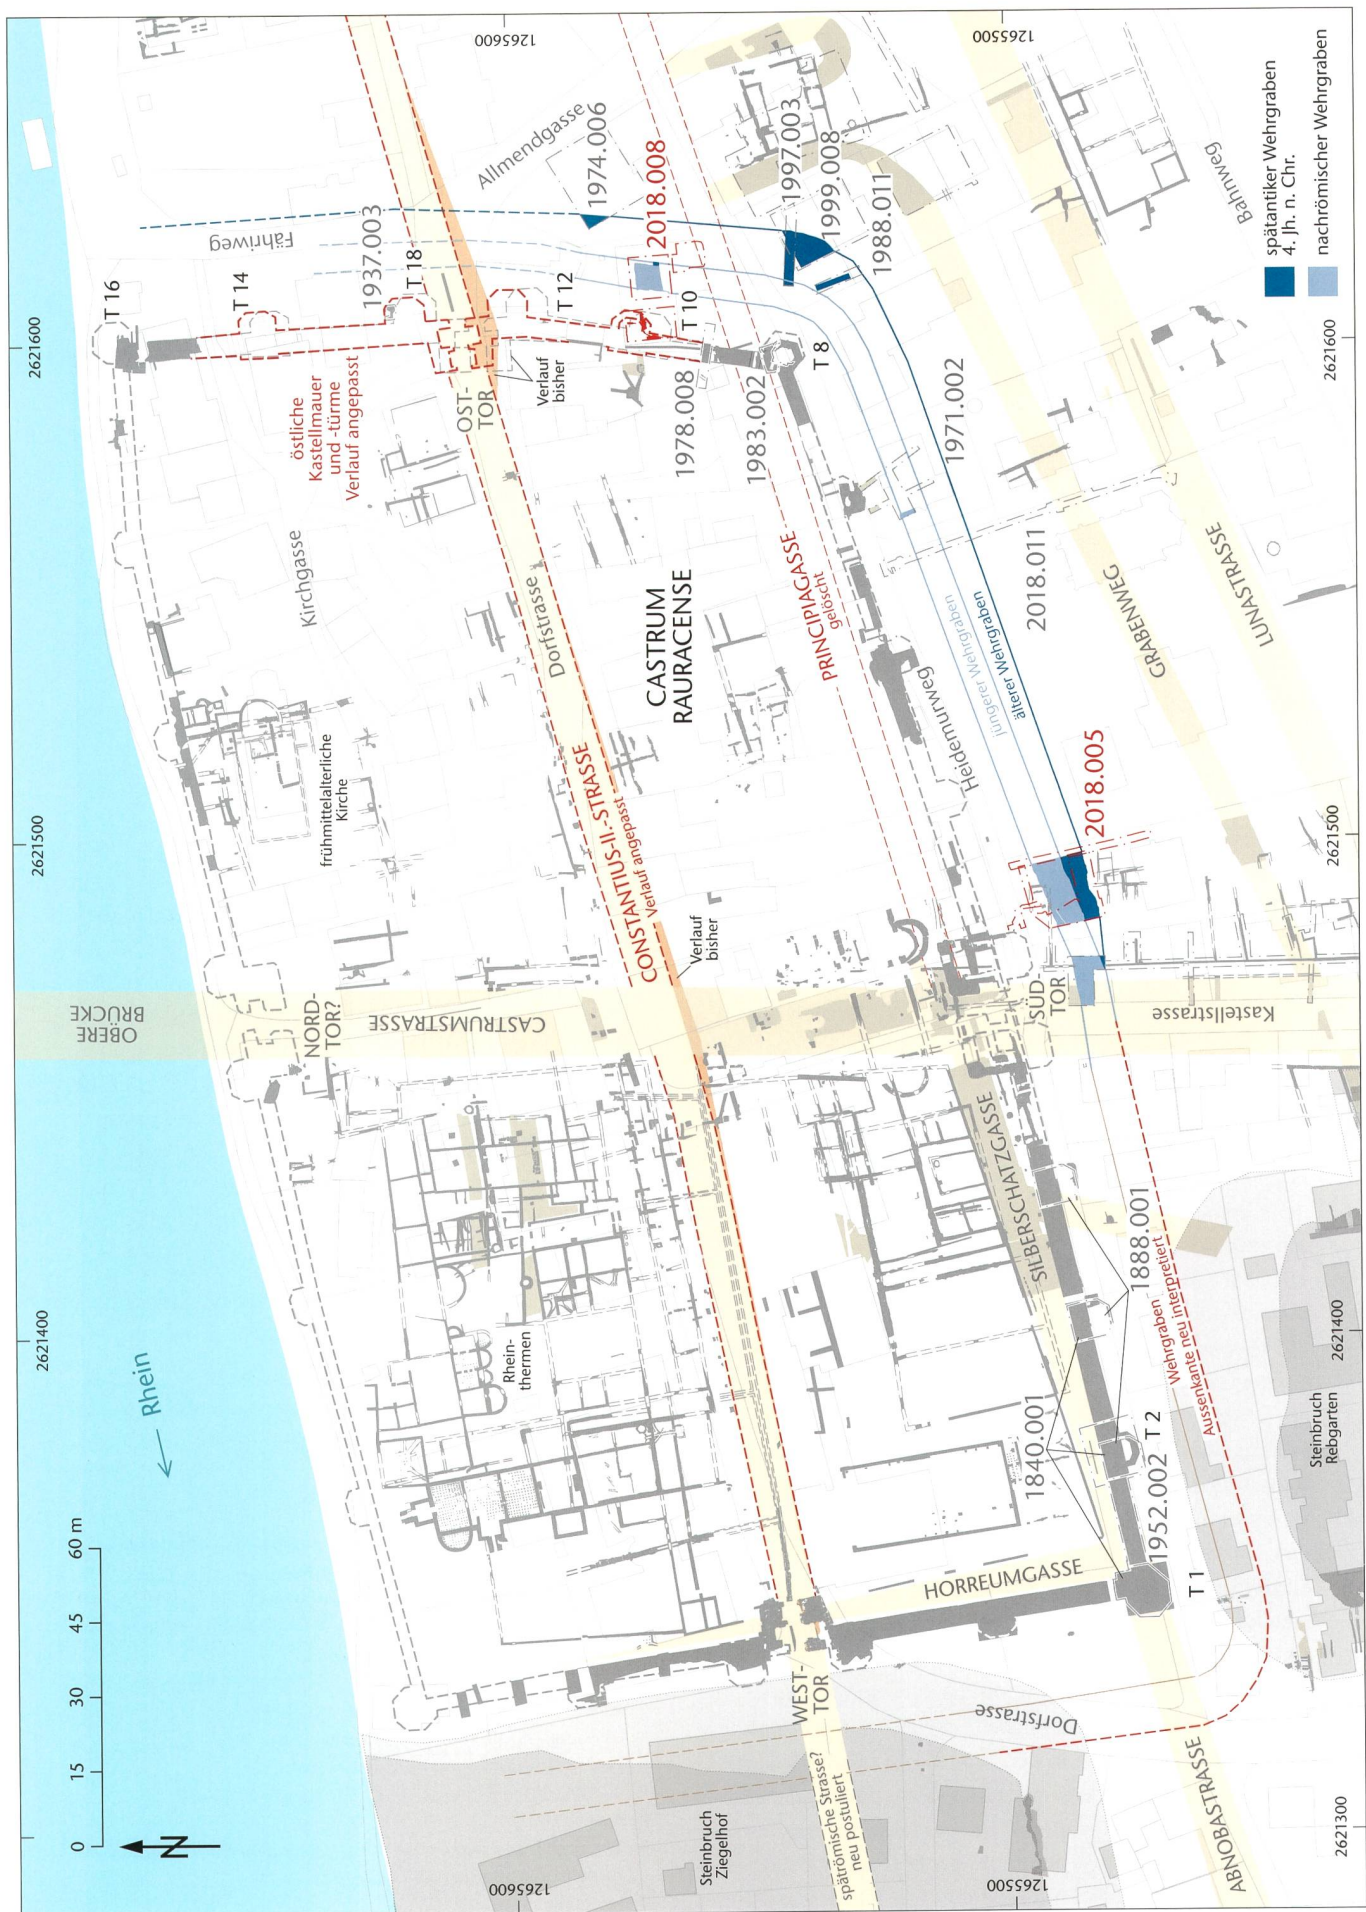 2621300
2621400
2621500
2621600
0
15
30
45
60 m
N
Rhein
OBERE
BRÜCKE
T 16
T 14
Fähriweg
1937.003
T 18
1265600
Allmendgasse
1974.006
2018.008
T 12
T 10
1997.003
1999.008
1988.011
1265500
Bahnweg
spätantiker Wehrgraben
4. Jh. n. Chr.
nachrömischer Wehrgraben
östliche
Kastellmauer
und -türme
Verlauf angepasst
OST-
TOR
Verlauf
bisher
1978.008
1983.002
T 8
1971.002
Kirchgasse
Dorfstrasse
CASTRUM
RAURACENSE
PRINCIPIAGASSE
gelöscht
Heidemurweg
jüngerer Wehrgraben
älterer Wehrgraben
2018.011
GRABENWEG
LUNASTRASSE
frühmittelalterliche
Kirche
CONSTANTIUS-II.-STRASSE
Verlauf angepasst
Verlauf
bisher
2018.005
NORD-
TOR?
CASTRUMSTRASSE
SÜD-
TOR
Kastellstrasse
SILBERSCHATZGASSE
1888.001
Wehrgraben
Aussenkante neu interpretiert
Rhein-
thermen
1840.001
1952.002
T 2
T 1
HORREUMGASSE
Steinbruch
Rebgarten
WEST-
TOR
Dorfstrasse
spätrömische Strasse?
neu postuliert
Steinbruch
Ziegelhof
ABNOBASTRASSE
1265600
1265500
2621300
2621400
2621500
2621600